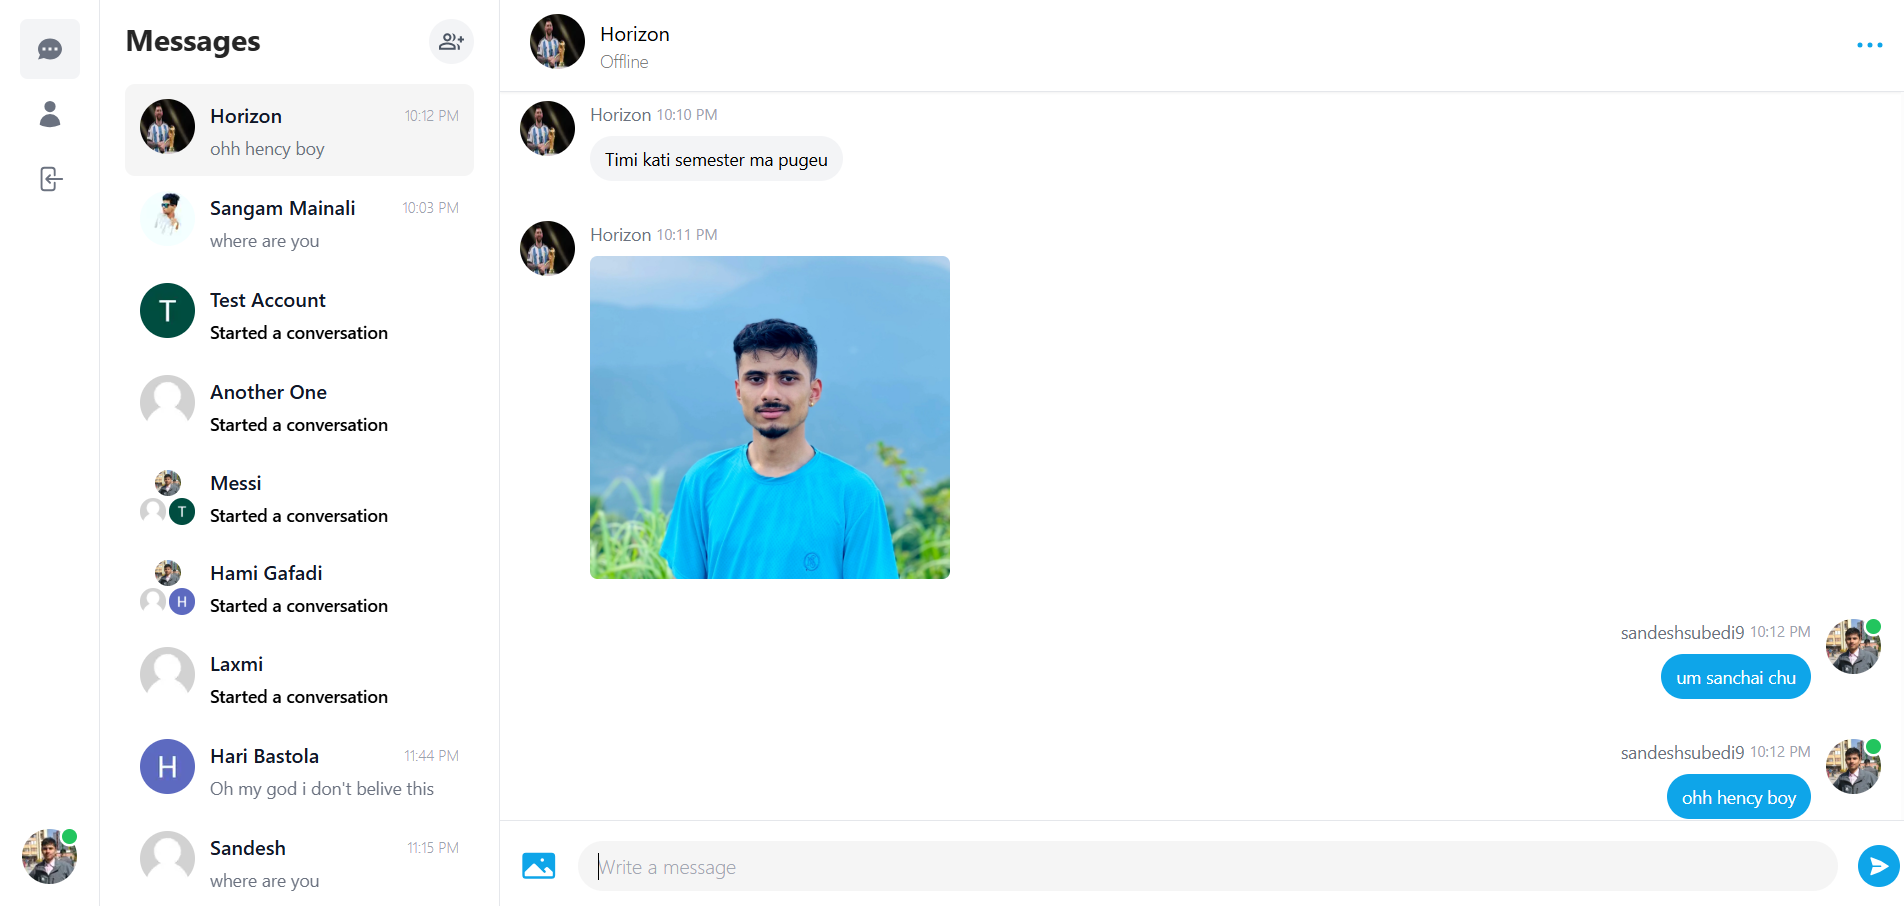 Messages
Horizon 10:12 PM
ohh hency boy
Sangam Mainali 10:03 PM
where are you
T
Test Account
Started a conversation
Another One
Started a conversation
Messi
T
Started a conversation
Hami Gafadi
H
Started a conversation
Laxmi
Started a conversation
H
Hari Bastola 11:44 PM
Oh my god i don't belive this
Sandesh 11:15 PM
where are you
Horizon
Offline
Horizon 10:10 PM
Timi kati semester ma pugeu
Horizon 10:11 PM
sandeshsubedi9 10:12 PM
um sanchai chu
sandeshsubedi9 10:12 PM
ohh hency boy
Write a message